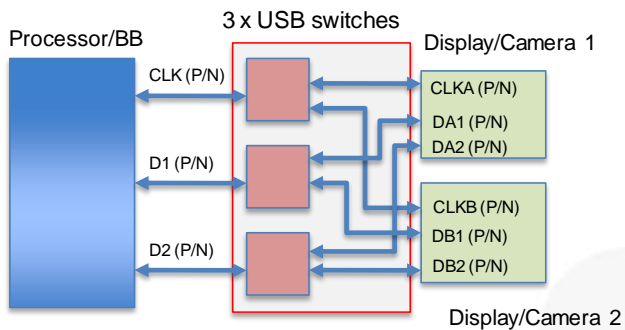 3 x USB switches
Processor/BB
Display/Camera 1
CLK (P/N)
CLKA (P/N)
DA1 (P/N)
DA2 (P/N)
D1 (P/N)
CLKB (P/N)
DB1 (P/N)
D2 (P/N)
DB2 (P/N)
Display/Camera 2